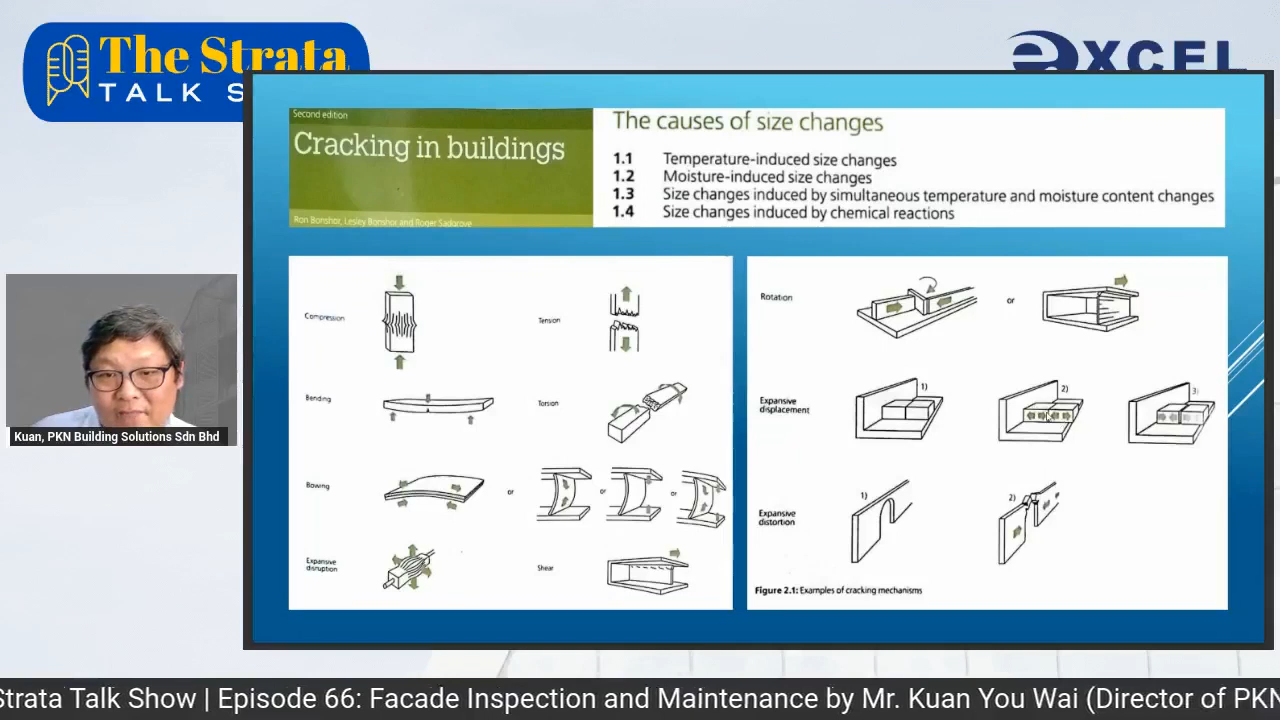 The Strata
TALK S
EXCEL
Second edition
Cracking in buildings
Ron Bonshor, Lesley Bonshor and Roger Sadgrove
The causes of size changes
1.1 Temperature-induced size changes
1.2 Moisture-induced size changes
1.3 Size changes induced by simultaneous temperature and moisture content changes
1.4 Size changes induced by chemical reactions
Compression
Tension
Bending
Torsion
Bowing
or
or
or
Expansive
disruption
Shear
Rotation
or
Expansive
displacement
1)
2)
3)
Expansive
distortion
1)
2)
Figure 2.1: Examples of cracking mechanisms
Kuan, PKN Building Solutions Sdn Bhd
Strata Talk Show | Episode 66: Facade Inspection and Maintenance by Mr. Kuan You Wai (Director of PKN